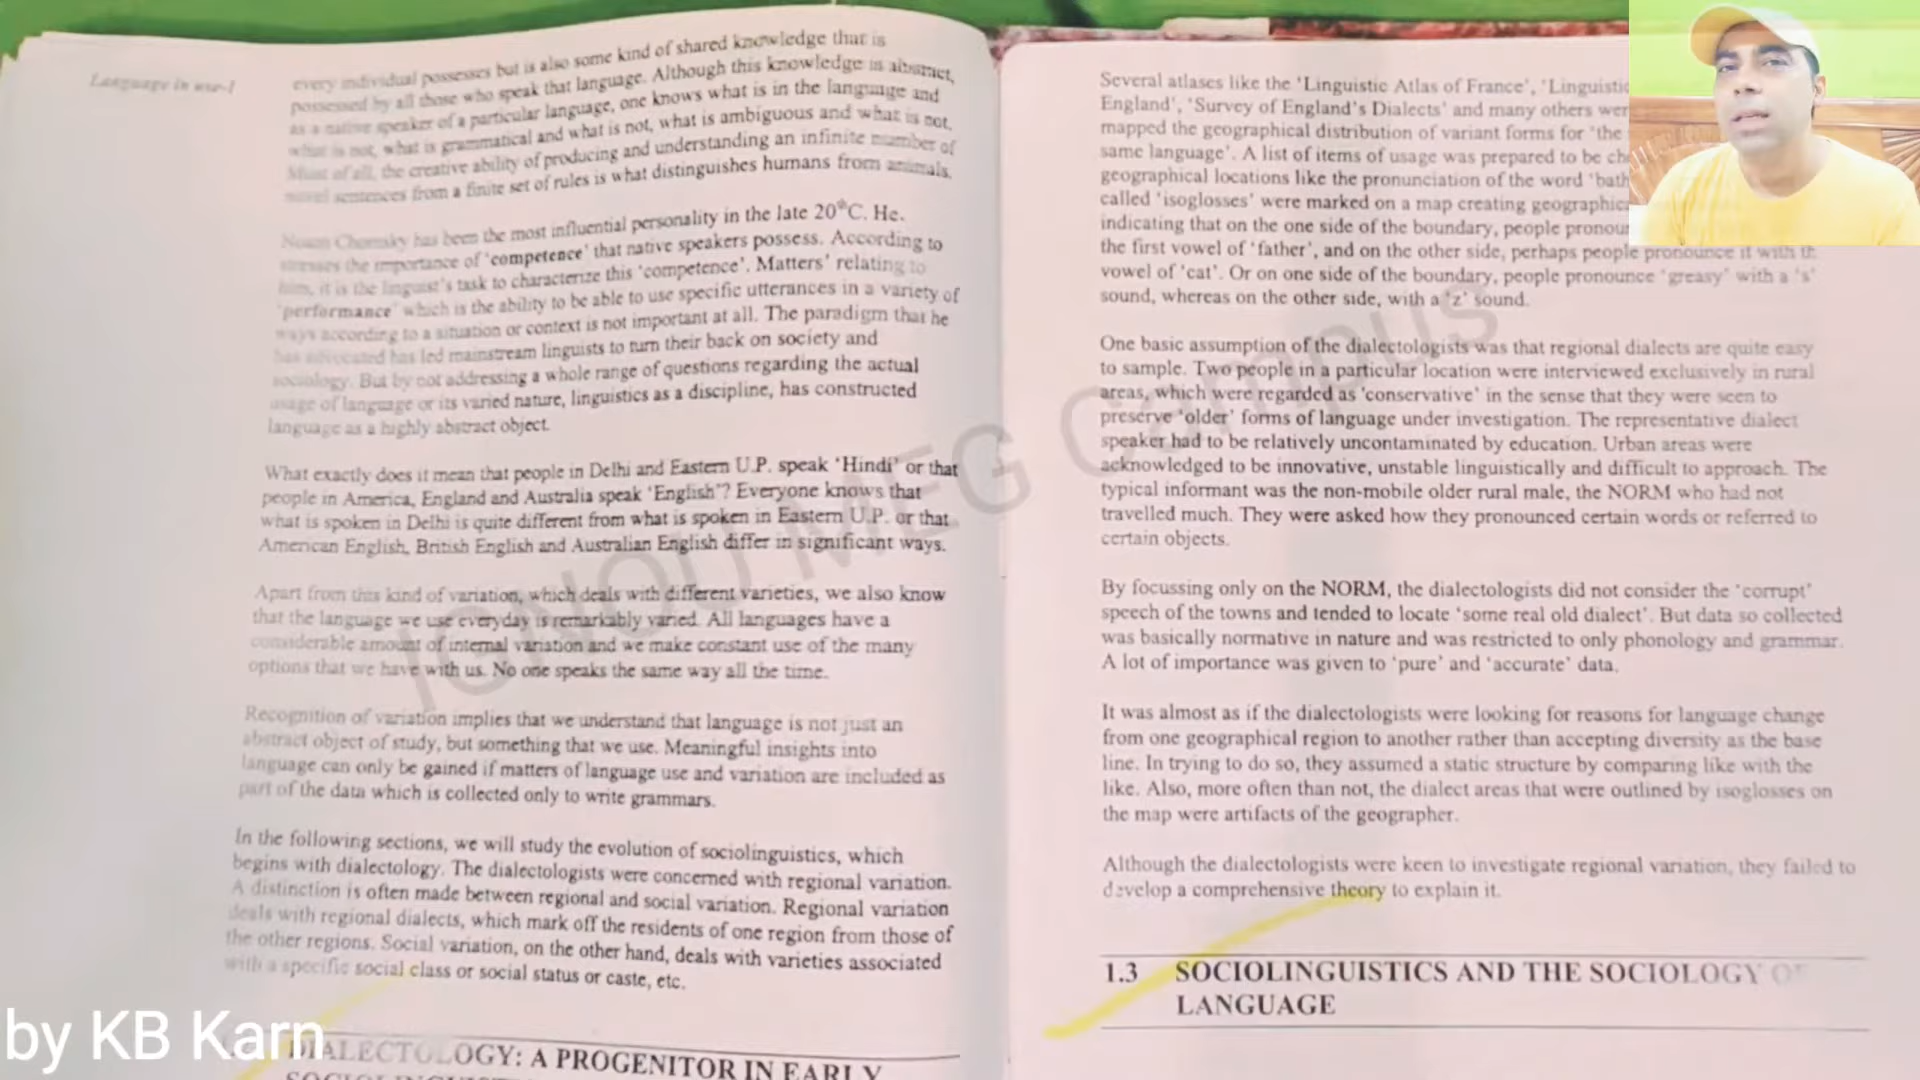 Language in use-1
every individual possesses but is also some kind of shared knowledge that is
possessed by all those who speak that language. Although this knowledge is abstract,
as a native speaker of a particular language, one knows what is in the language and
what is not, what is grammatical and what is not, what is ambiguous and what is not.
Most of all, the creative ability of producing and understanding an infinite number of
novel sentences from a finite set of rules is what distinguishes humans from animals.
Noam Chomsky has been the most influential personality in the late 20thC. He.
stresses the importance of 'competence' that native speakers possess. According to
him, it is the linguist's task to characterize this 'competence'. Matters' relating to
'performance' which is the ability to be able to use specific utterances in a variety of
ways according to a situation or context is not important at all. The paradigm that he
has advocated has led mainstream linguists to turn their back on society and
sociology. But by not addressing a whole range of questions regarding the actual
usage of language or its varied nature, linguistics as a discipline, has constructed
language as a highly abstract object.
What exactly does it mean that people in Delhi and Eastern U.P. speak 'Hindi' or that
people in America, England and Australia speak 'English'? Everyone knows that
what is spoken in Delhi is quite different from what is spoken in Eastern U.P. or that
American English, British English and Australian English differ in significant ways.
Apart from this kind of variation, which deals with different varieties, we also know
that the language we use everyday is remarkably varied. All languages have a
considerable amount of internal variation and we make constant use of the many
options that we have with us. No one speaks the same way all the time.
Recognition of variation implies that we understand that language is not just an
abstract object of study, but something that we use. Meaningful insights into
language can only be gained if matters of language use and variation are included as
part of the data which is collected only to write grammars.
In the following sections, we will study the evolution of sociolinguistics, which
begins with dialectology. The dialectologists were concerned with regional variation.
A distinction is often made between regional and social variation. Regional variation
deals with regional dialects, which mark off the residents of one region from those of
the other regions. Social variation, on the other hand, deals with varieties associated
with a specific social class or social status or caste, etc.
DIALECTOLOGY: A PROGENITOR IN EARLY
by KB Karn
Several atlases like the 'Linguistic Atlas of France', 'Linguistic
England', 'Survey of England's Dialects' and many others wer
mapped the geographical distribution of variant forms for 'the
same language'. A list of items of usage was prepared to be ch
geographical locations like the pronunciation of the word 'bath
called 'isoglosses' were marked on a map creating geographica
indicating that on the one side of the boundary, people pronou
the first vowel of 'father', and on the other side, perhaps people pronounce it with th
vowel of 'cat'. Or on one side of the boundary, people pronounce 'greasy' with a 's'
sound, whereas on the other side, with a 'z' sound.
One basic assumption of the dialectologists was that regional dialects are quite easy
to sample. Two people in a particular location were interviewed exclusively in rural
areas, which were regarded as 'conservative' in the sense that they were seen to
preserve 'older' forms of language under investigation. The representative dialect
speaker had to be relatively uncontaminated by education. Urban areas were
acknowledged to be innovative, unstable linguistically and difficult to approach. The
typical informant was the non-mobile older rural male, the NORM who had not
travelled much. They were asked how they pronounced certain words or referred to
certain objects.
By focussing only on the NORM, the dialectologists did not consider the 'corrupt'
speech of the towns and tended to locate 'some real old dialect'. But data so collected
was basically normative in nature and was restricted to only phonology and grammar.
A lot of importance was given to 'pure' and 'accurate' data.
It was almost as if the dialectologists were looking for reasons for language change
from one geographical region to another rather than accepting diversity as the base
line. In trying to do so, they assumed a static structure by comparing like with the
like. Also, more often than not, the dialect areas that were outlined by isoglosses on
the map were artifacts of the geographer.
Although the dialectologists were keen to investigate regional variation, they failed to
develop a comprehensive theory to explain it.
1.3 SOCIOLINGUISTICS AND THE SOCIOLOGY OF
LANGUAGE
IGNOU MEG Campus